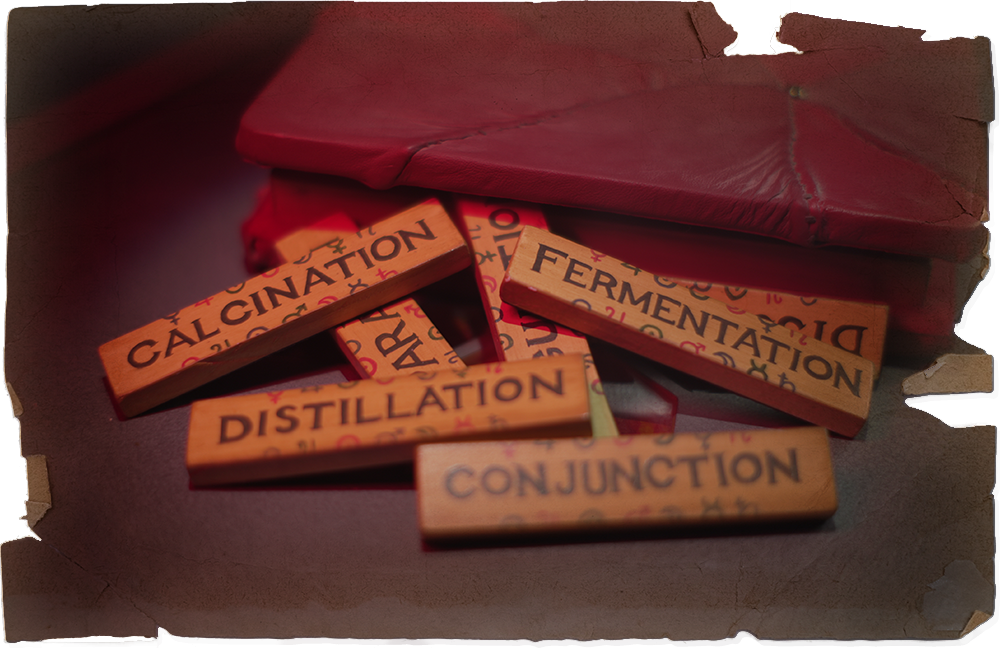 CALCINATION
FERMENTATION
DISTILLATION
CONJUNCTION